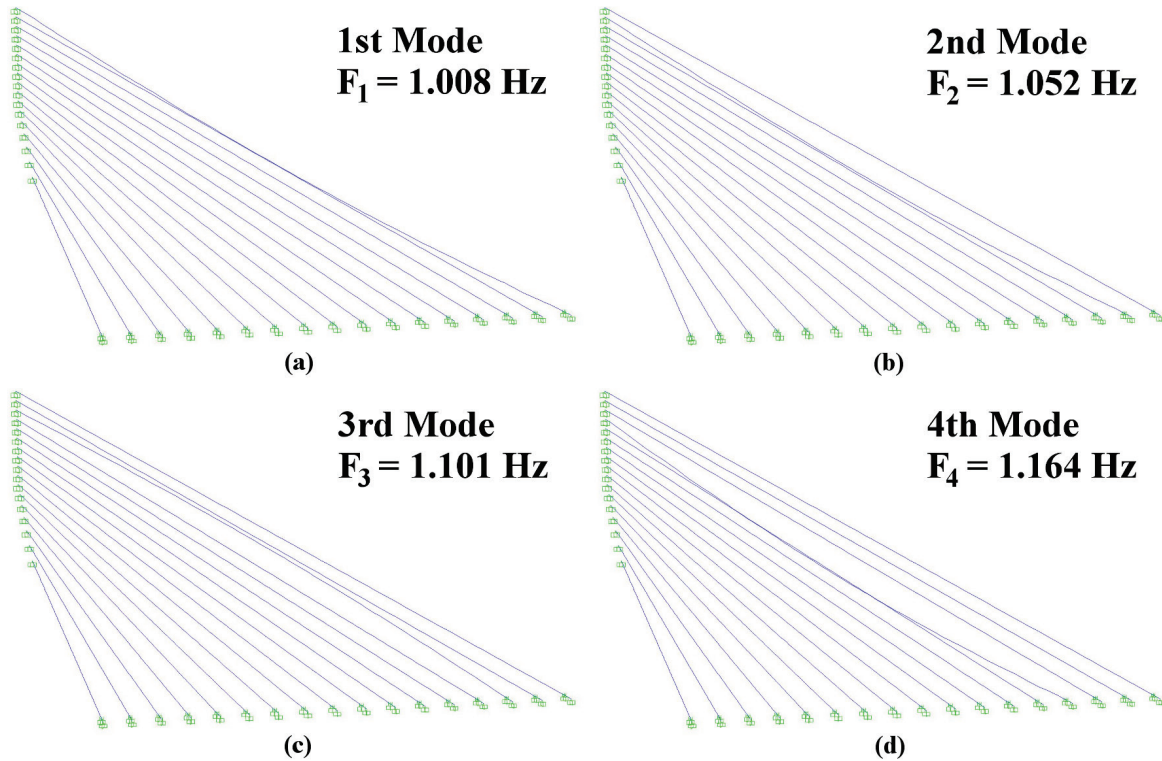 1st Mode
F1 = 1.008 Hz
(a)
2nd Mode
F2 = 1.052 Hz
(b)
3rd Mode
F3 = 1.101 Hz
(c)
4th Mode
F4 = 1.164 Hz
(d)